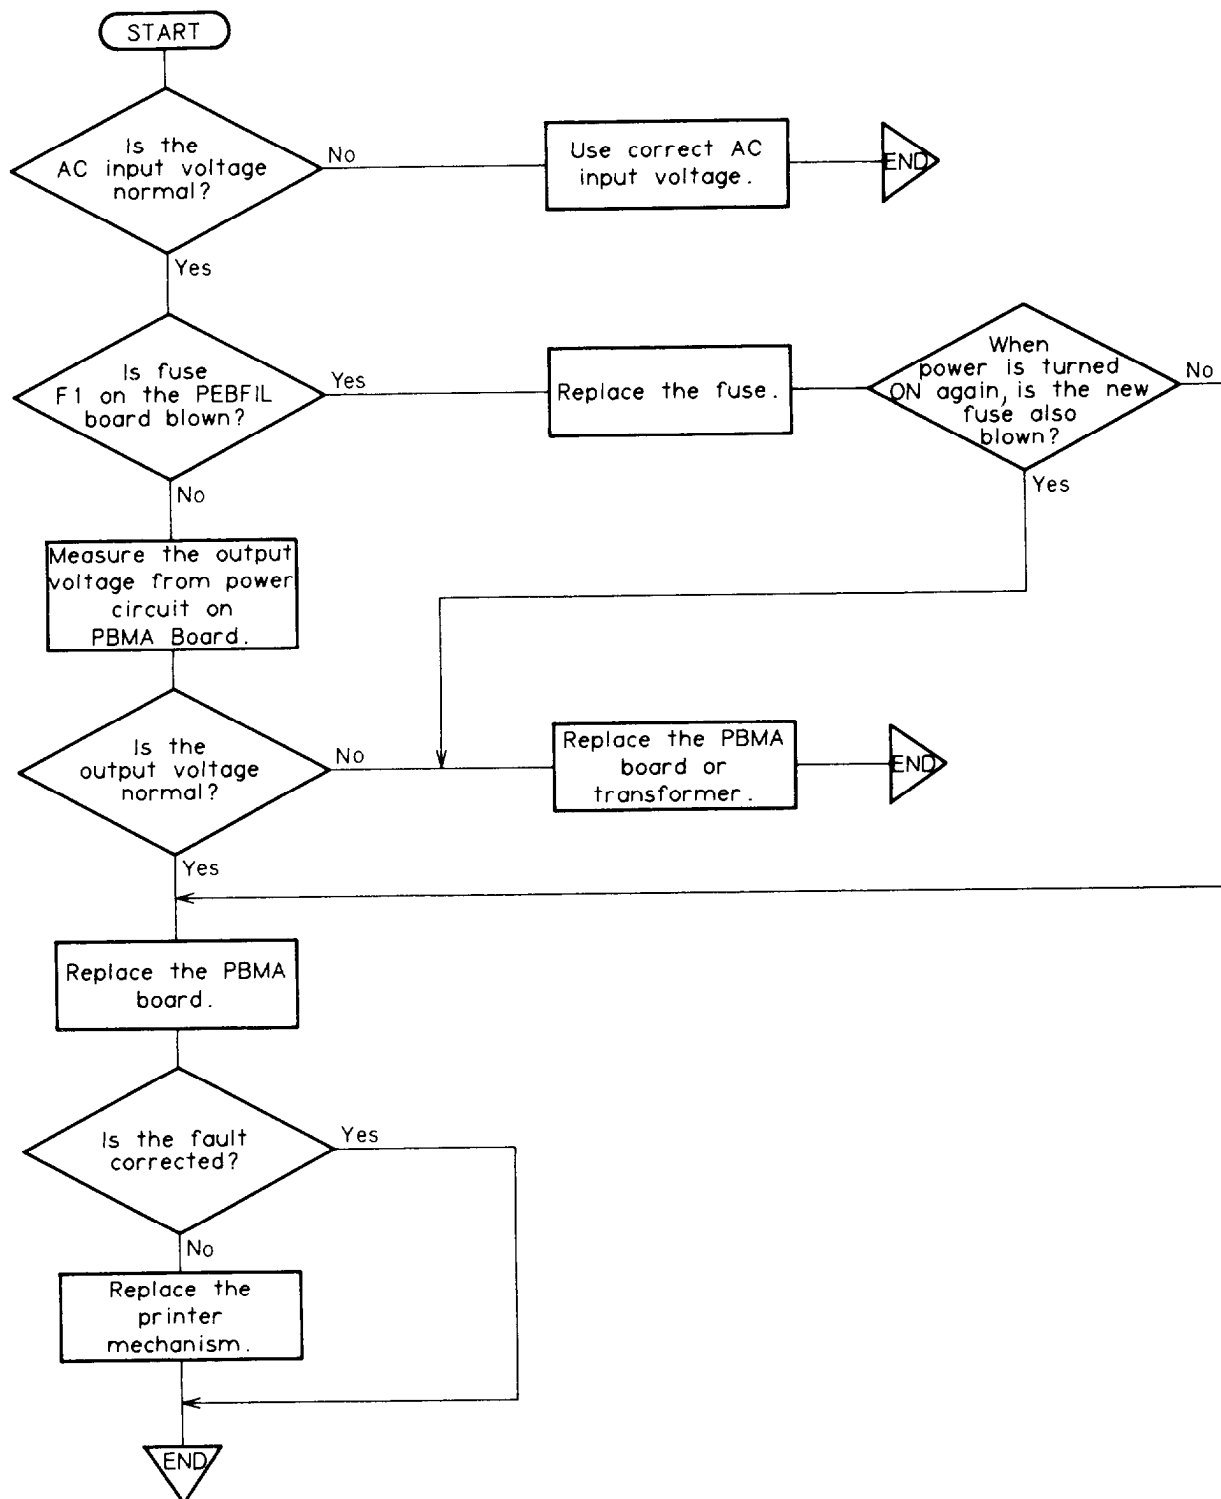 START
Is the
AC input voltage
normal?
No
Use correct AC
input voltage.
END
Yes
Is fuse
F1 on the PEBFIL
board blown?
Yes
Replace the fuse.
When
power is turned
ON again, is the new
fuse also
blown?
No
Yes
No
Measure the output
voltage from power
circuit on
PBMA Board.
Is the
output voltage
normal?
No
Replace the PBMA
board or
transformer.
END
Yes
Replace the PBMA
board.
Is the fault
corrected?
Yes
No
Replace the
printer
mechanism.
END